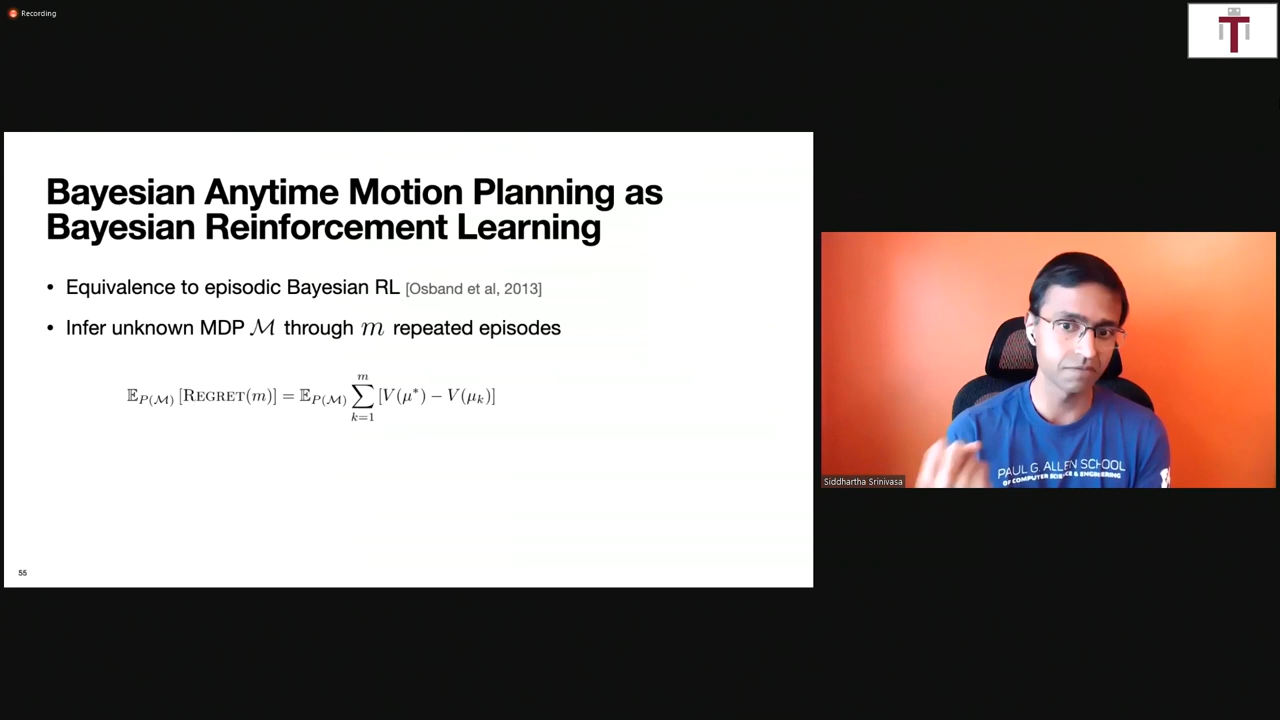 Recording
T
Bayesian Anytime Motion Planning as
Bayesian Reinforcement Learning
• Equivalence to episodic Bayesian RL [Osband et al, 2013]
• Infer unknown MDP ℳ through m repeated episodes
𝔼_{P(ℳ)} [REGRET(m)] = 𝔼_{P(ℳ)} ∑_{k=1}^{m} [V(μ*) − V(μ_k)]
55
PAUL G. ALLEN SCHOOL
OF COMPUTER SCIENCE & ENGINEERING
Siddhartha Srinivasa